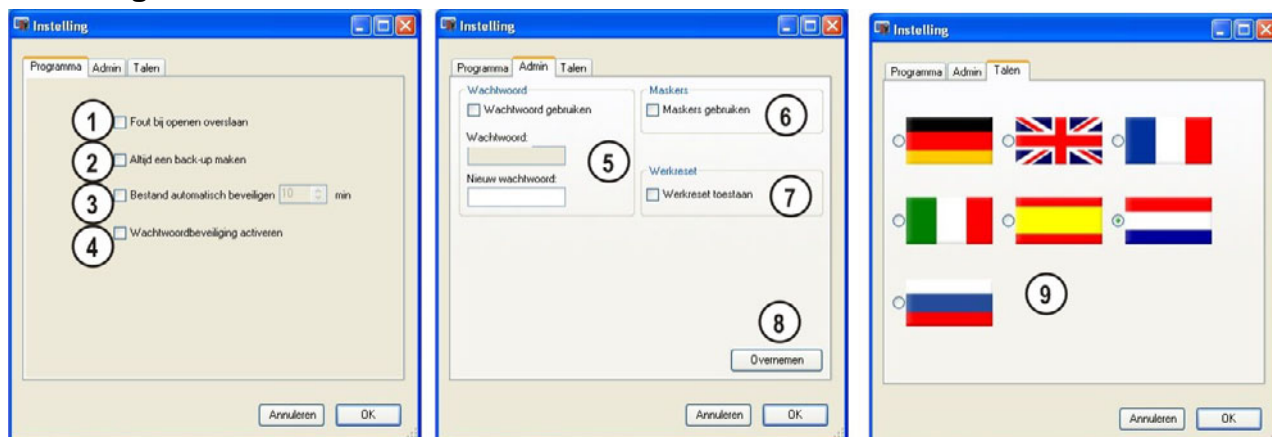 Instelling
Programma Admin Talen
1 Fout bij openen overslaan
2 Altijd een back-up maken
3 Bestand automatisch beveiligen 10 min
4 Wachtwoordbeveiliging activeren
Annuleren OK
Instelling
Programma Admin Talen
Wachtwoord
Wachtwoord gebruiken
Wachtwoord:
5
Nieuw wachtwoord:
Maskers
Maskers gebruiken 6
Werkreset
Werkreset toestaan 7
8
Overnemen
Annuleren OK
Instelling
Programma Admin Talen
9
Annuleren OK